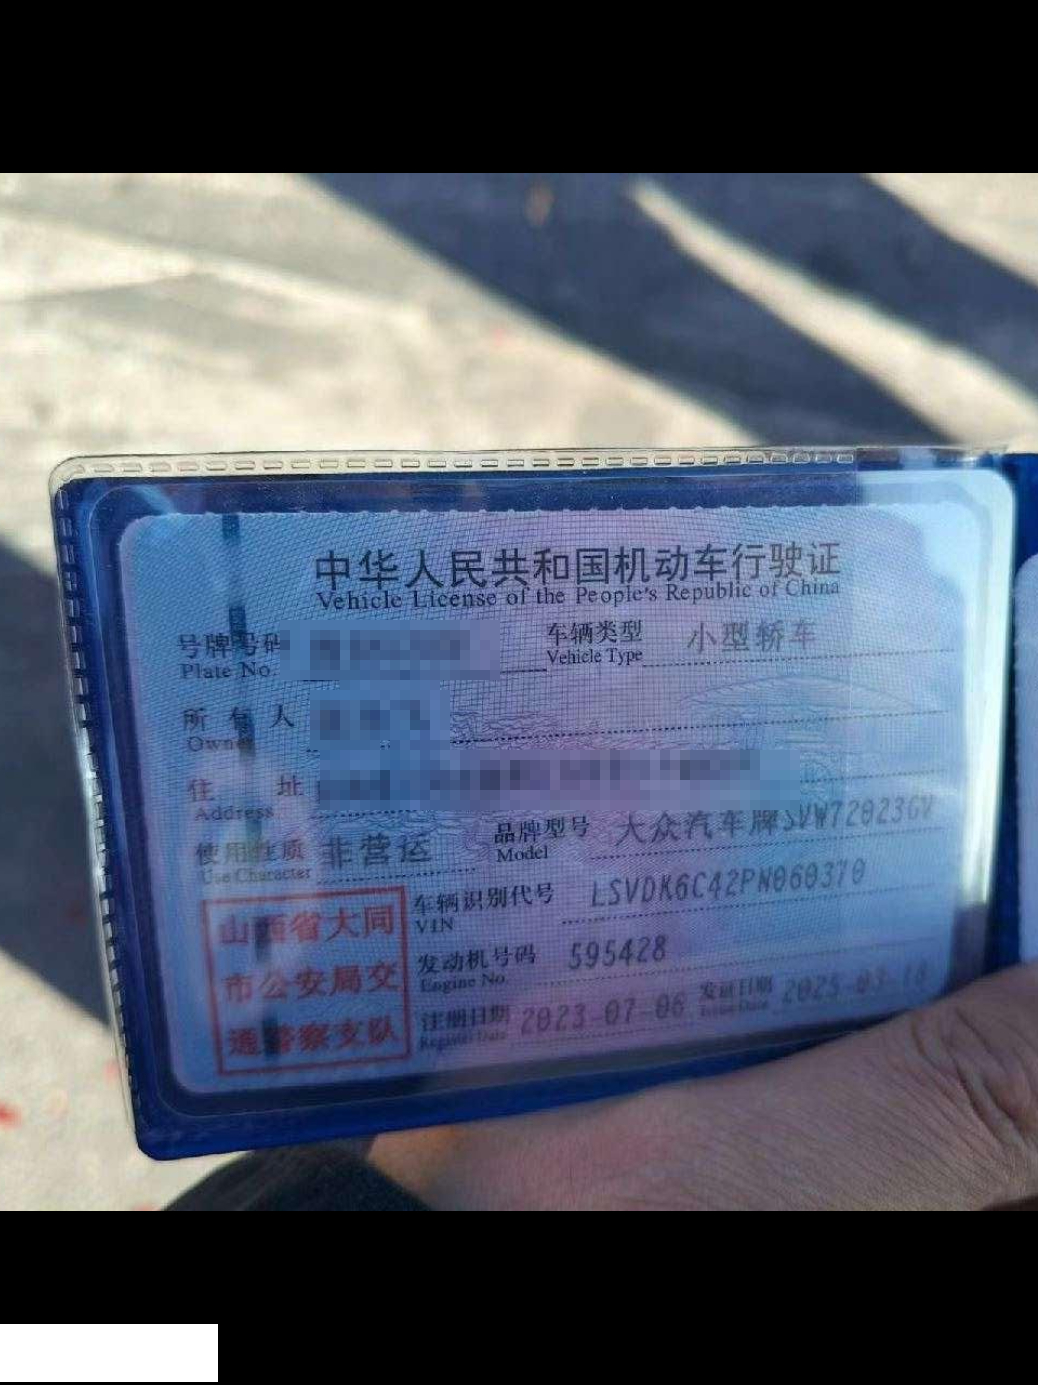 中华人民共和国机动车行驶证
Vehicle License of the People's Republic of China
号牌号码 车辆类型 小型轿车
Plate No. Vehicle Type
所有人
Owner
住址
Address
使用性质 非营运 品牌型号 大众汽车牌SVW72023GV
Use Character Model
山西省大同
市公安局交
通警察支队
车辆识别代号 LSVDK6C42PN060370
VIN
发动机号码 595428
Engine No.
注册日期 2023-07-06 发证日期 2025-03-18
Register Date Issue Date